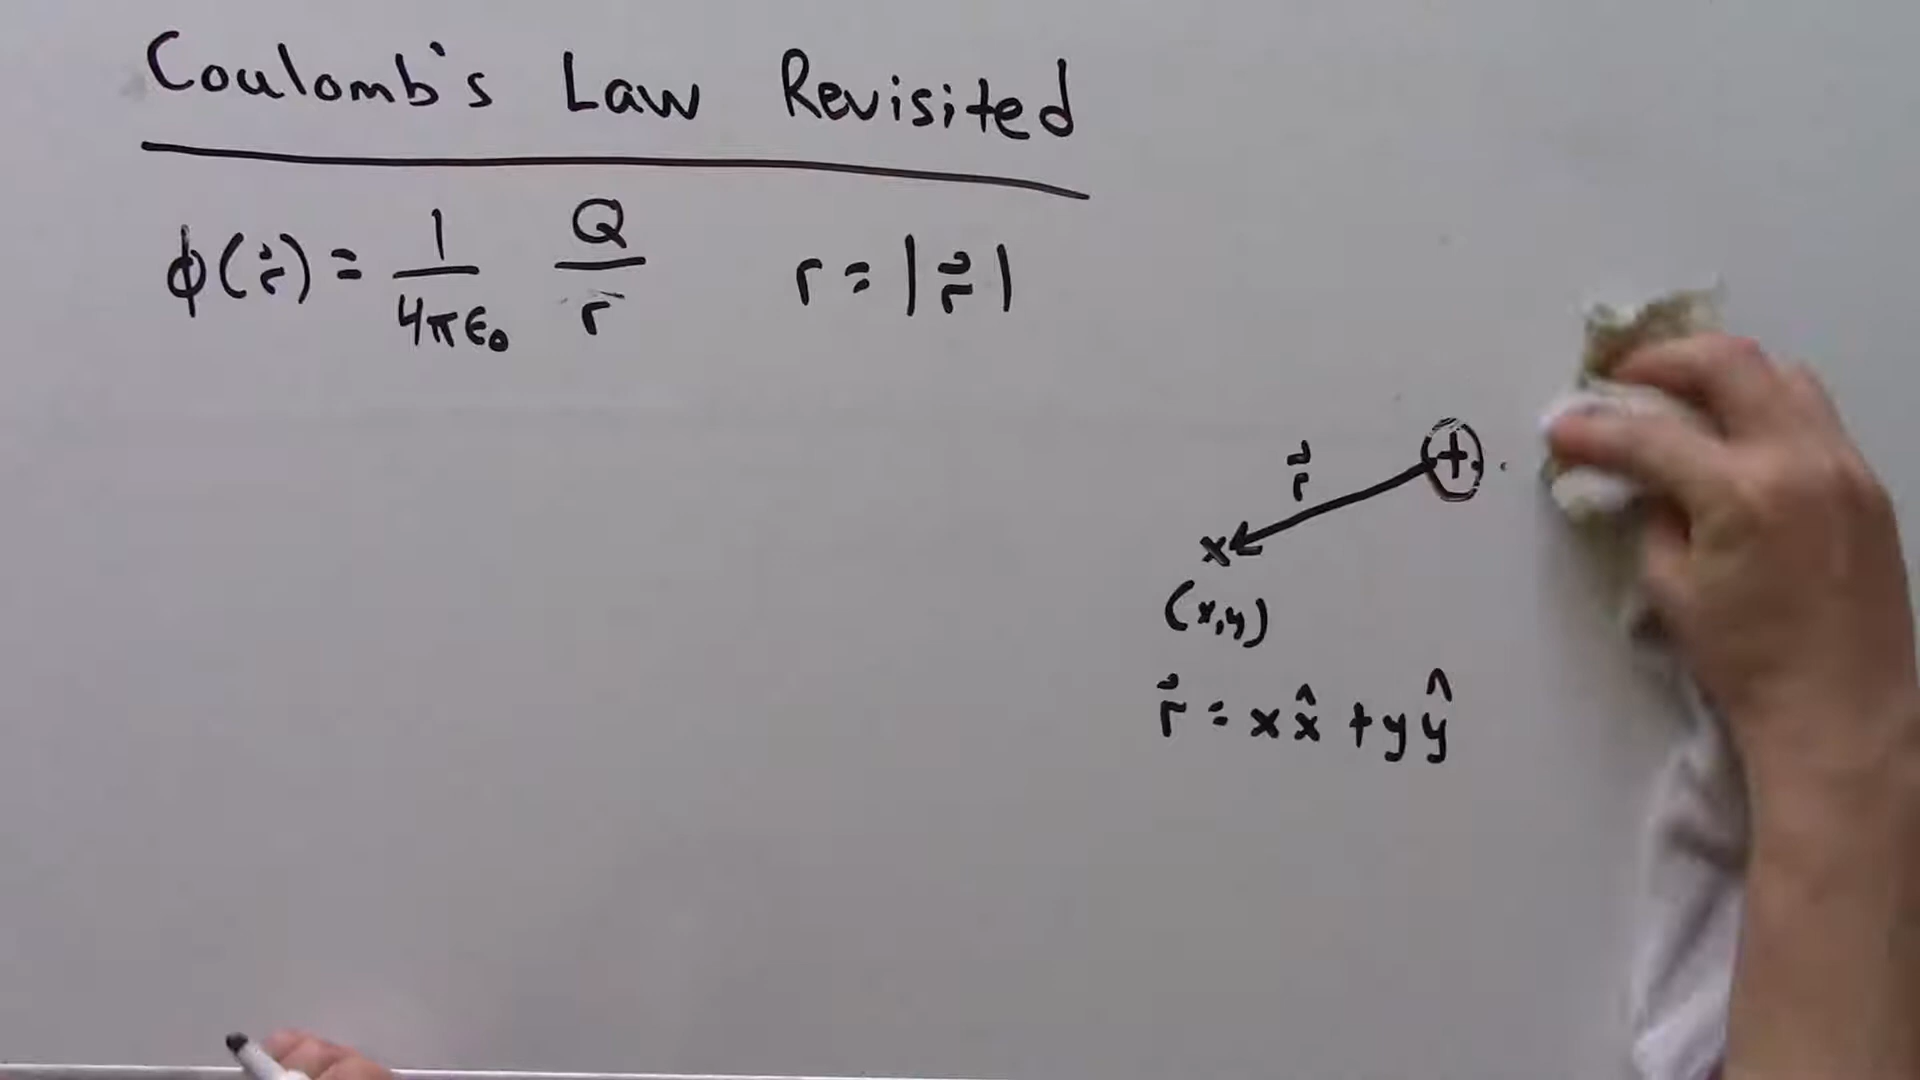 Coulomb's Law Revisited
ϕ(r⃗) = 1/(4πϵ₀) Q/r   r = |r⃗|
r⃗
+
x
(x,y)
r⃗ = x x̂ + y ŷ